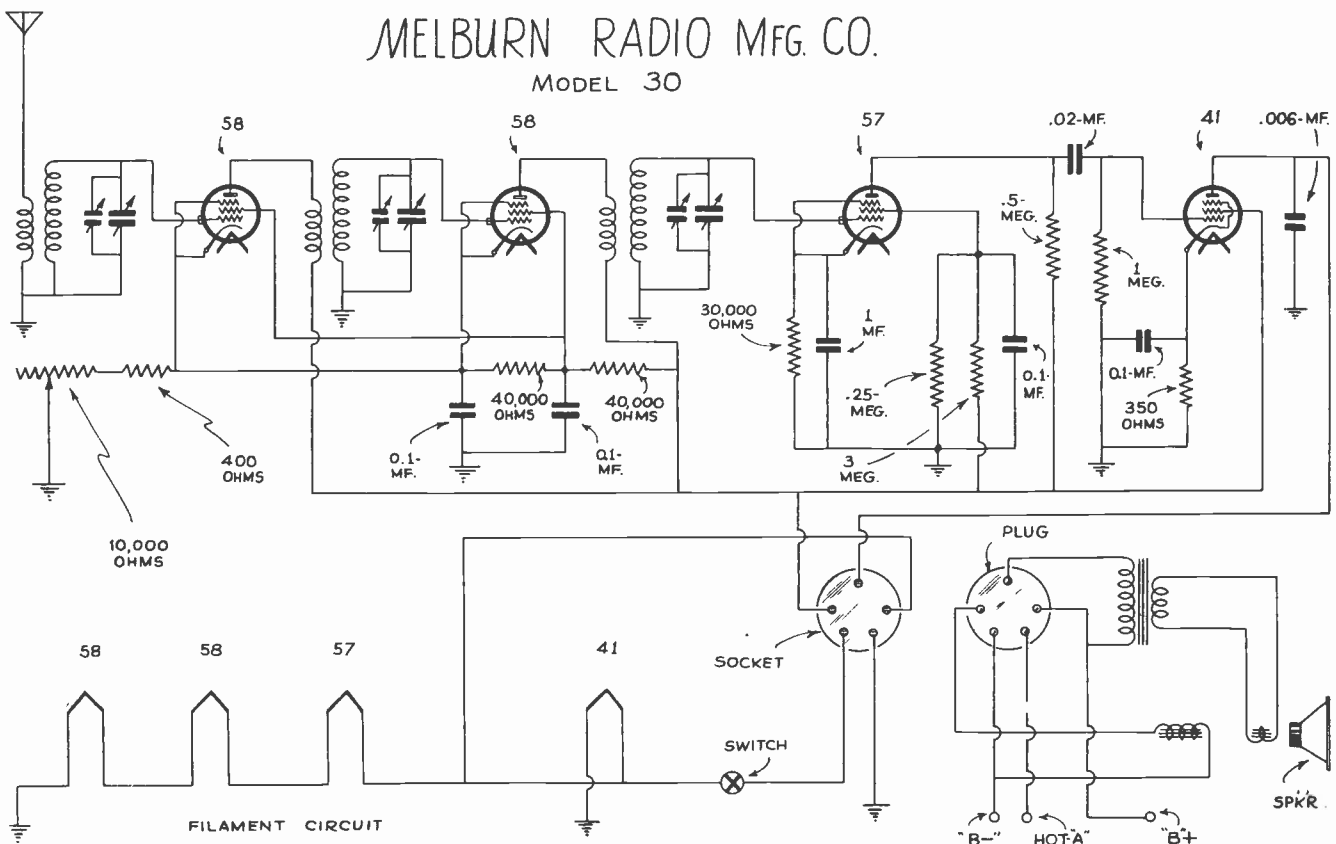 MELBURN RADIO MFG. CO.
MODEL 30
58
58
57
.02-MF.
41
.006-MF.
.5-
MEG.
1
MEG.
30,000
OHMS
1
MF.
0.1-
MF.
0.1-MF.
350
OHMS
.25-
MEG.
3
MEG.
40,000
OHMS
40,000
OHMS
0.1-
MF.
0.1-
MF.
400
OHMS
10,000
OHMS
PLUG
SOCKET
58
58
57
41
SWITCH
FILAMENT CIRCUIT
"B-"
HOT-"A"
"B"+
SPK'R.